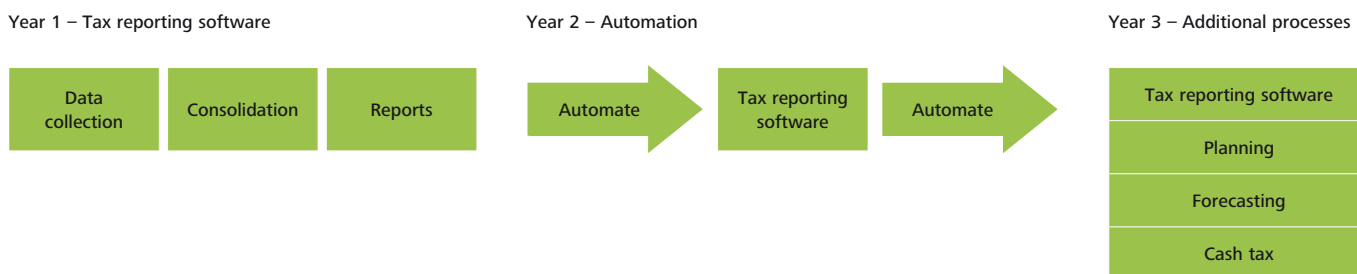 Year 1 – Tax reporting software
Data
collection
Consolidation
Reports
Year 2 – Automation
Automate
Tax reporting
software
Automate
Year 3 – Additional processes
Tax reporting software
Planning
Forecasting
Cash tax